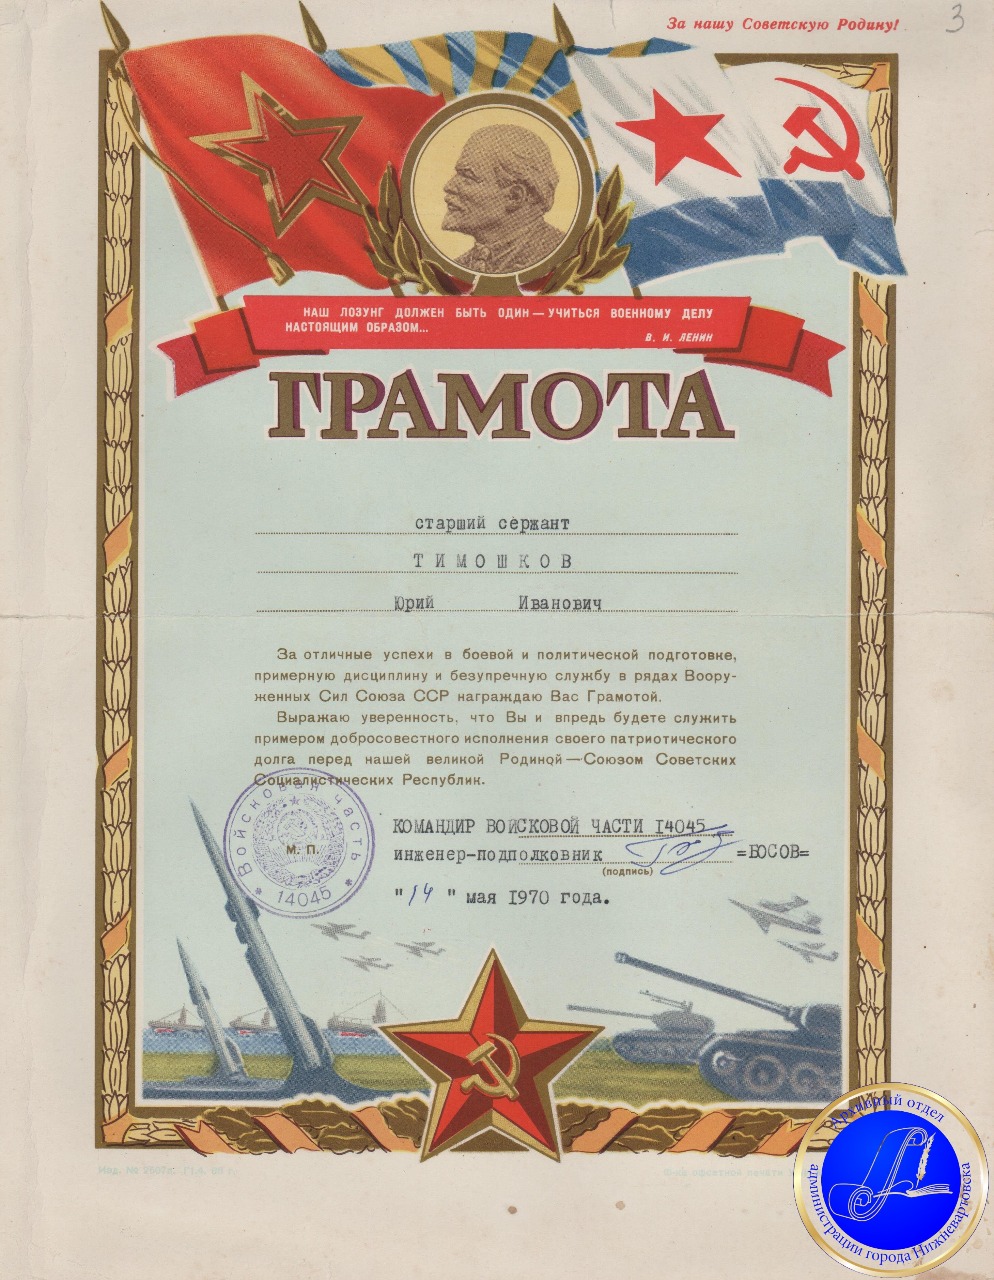 За нашу Советскую Родину!
3
НАШ ЛОЗУНГ ДОЛЖЕН БЫТЬ ОДИН — УЧИТЬСЯ ВОЕННОМУ ДЕЛУ
НАСТОЯЩИМ ОБРАЗОМ...
В. И. ЛЕНИН
ГРАМОТА
старший сержант
ТИМОШКОВ
Юрий Иванович
За отличные успехи в боевой и политической подготовке,
примерную дисциплину и безупречную службу в рядах Воору-
женных Сил Союза ССР награждаю Вас Грамотой.
Выражаю уверенность, что Вы и впредь будете служить
примером добросовестного исполнения своего патриотического
долга перед нашей великой Родиной — Союзом Советских
Социалистических Республик.
Войсковая часть
М. П.
* 14045 *
КОМАНДИР ВОЙСКОВОЙ ЧАСТИ 14045
инженер-подполковник =БОСОВ=
(подпись)
"14" мая 1970 года.
Архивный отдел
администрации города Нижневартовска